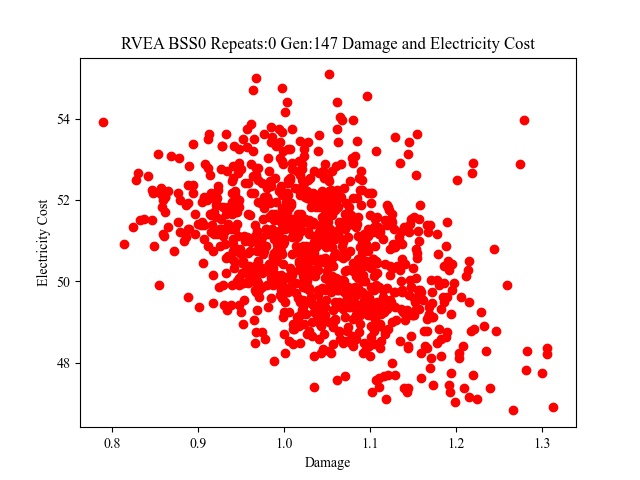 RVEA BSS0 Repeats:0 Gen:147 Damage and Electricity Cost
54
52
50
48
Electricity Cost
0.8 0.9 1.0 1.1 1.2 1.3
Damage